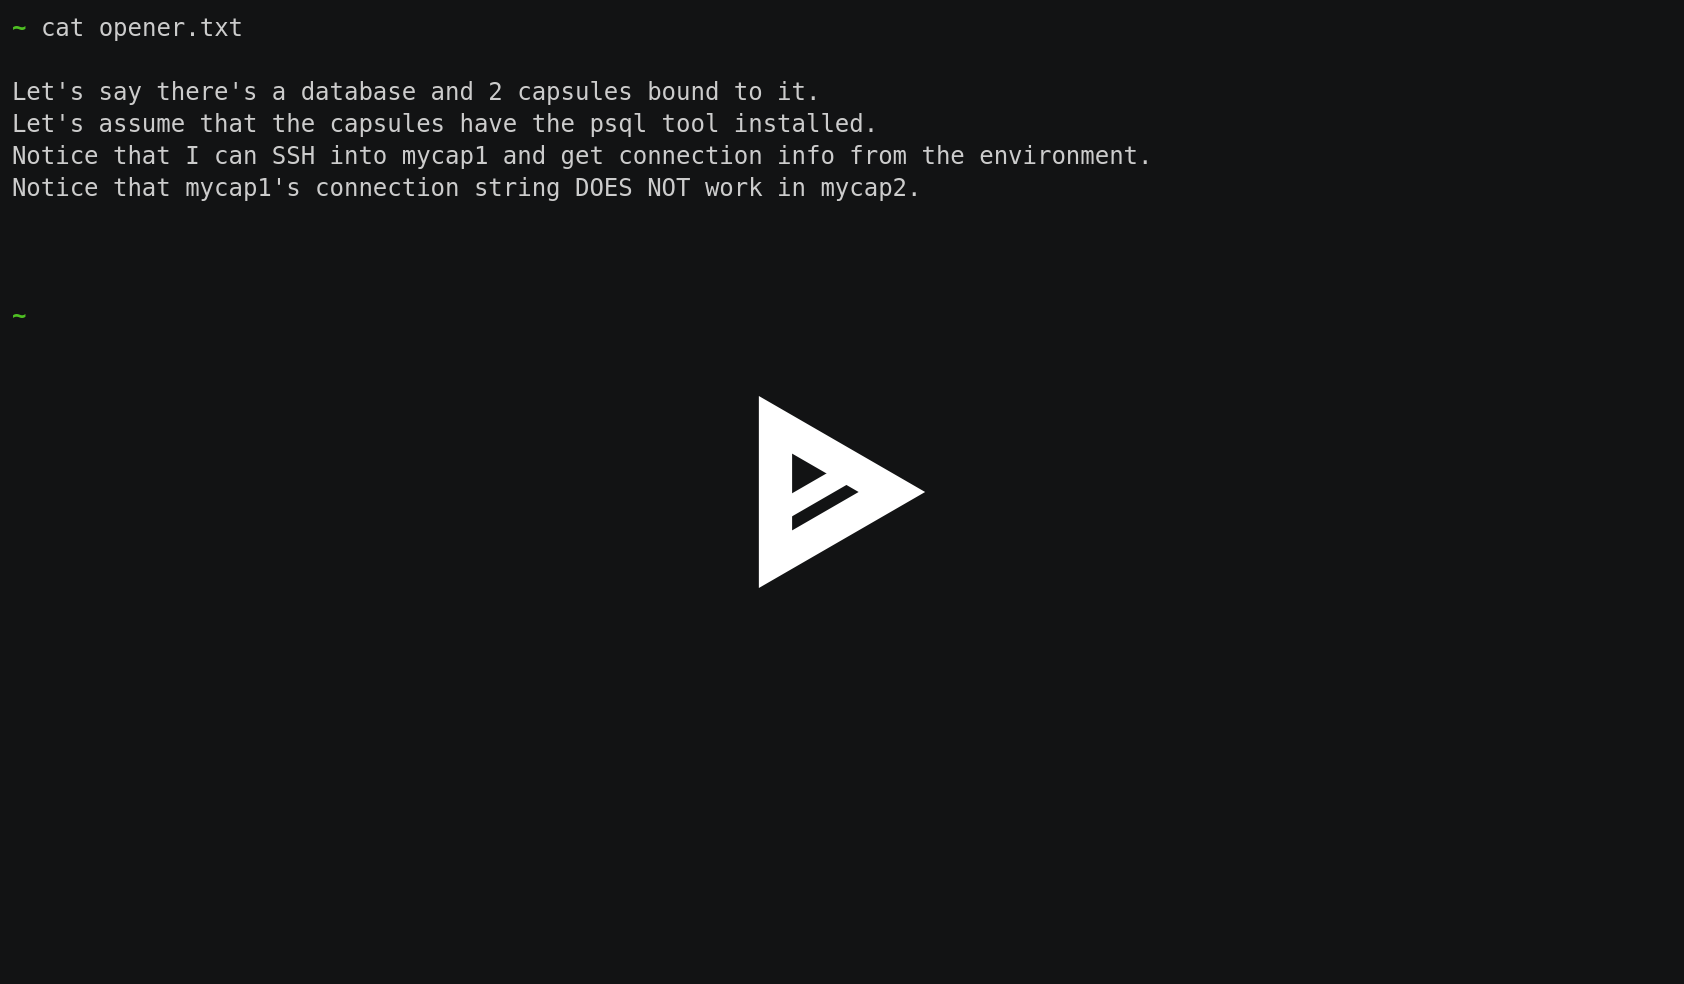 ~ cat opener.txt
Let's say there's a database and 2 capsules bound to it.
Let's assume that the capsules have the psql tool installed.
Notice that I can SSH into mycap1 and get connection info from the environment.
Notice that mycap1's connection string DOES NOT work in mycap2.
~